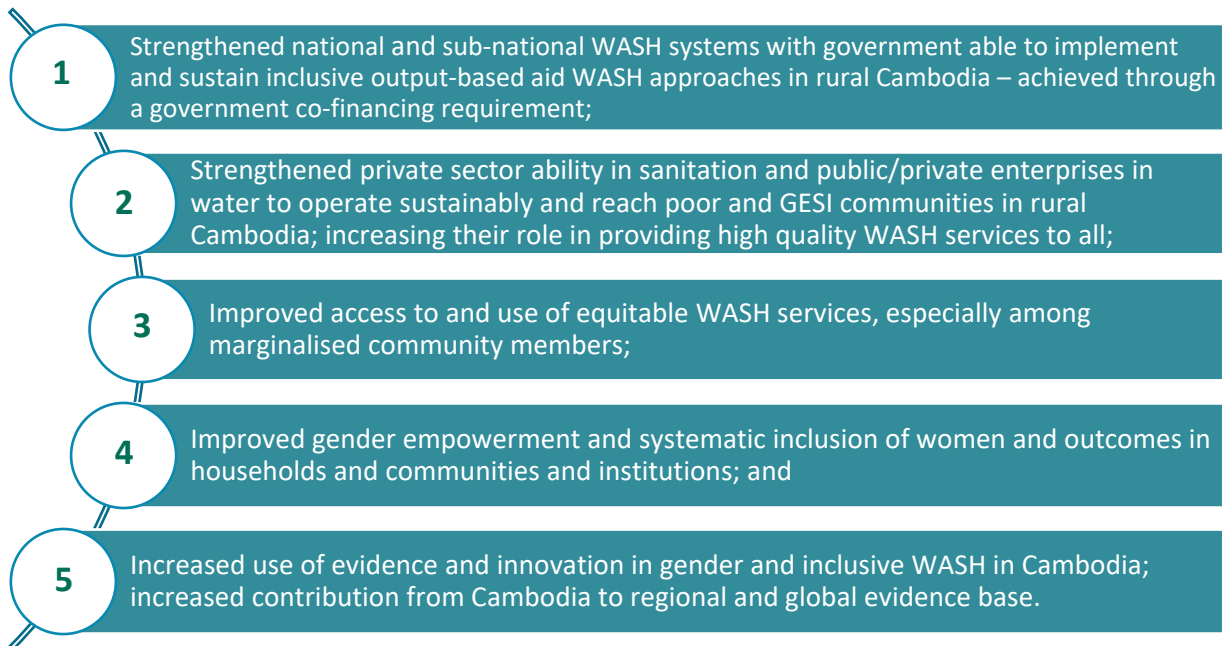 1
Strengthened national and sub-national WASH systems with government able to implement
and sustain inclusive output-based aid WASH approaches in rural Cambodia – achieved through
a government co-financing requirement;
2
Strengthened private sector ability in sanitation and public/private enterprises in
water to operate sustainably and reach poor and GESI communities in rural
Cambodia; increasing their role in providing high quality WASH services to all;
3
Improved access to and use of equitable WASH services, especially among
marginalised community members;
4
Improved gender empowerment and systematic inclusion of women and outcomes in
households and communities and institutions; and
5
Increased use of evidence and innovation in gender and inclusive WASH in Cambodia;
increased contribution from Cambodia to regional and global evidence base.